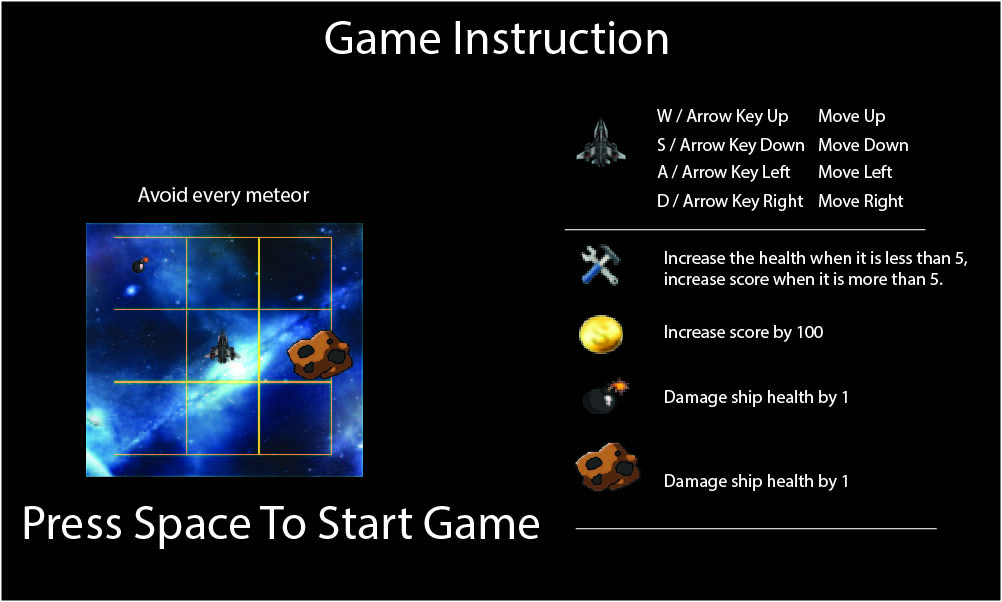 Game Instruction
W / Arrow Key Up Move Up
S / Arrow Key Down Move Down
A / Arrow Key Left Move Left
D / Arrow Key Right Move Right
Avoid every meteor
Increase the health when it is less than 5,
increase score when it is more than 5.
Increase score by 100
Damage ship health by 1
Damage ship health by 1
Press Space To Start Game